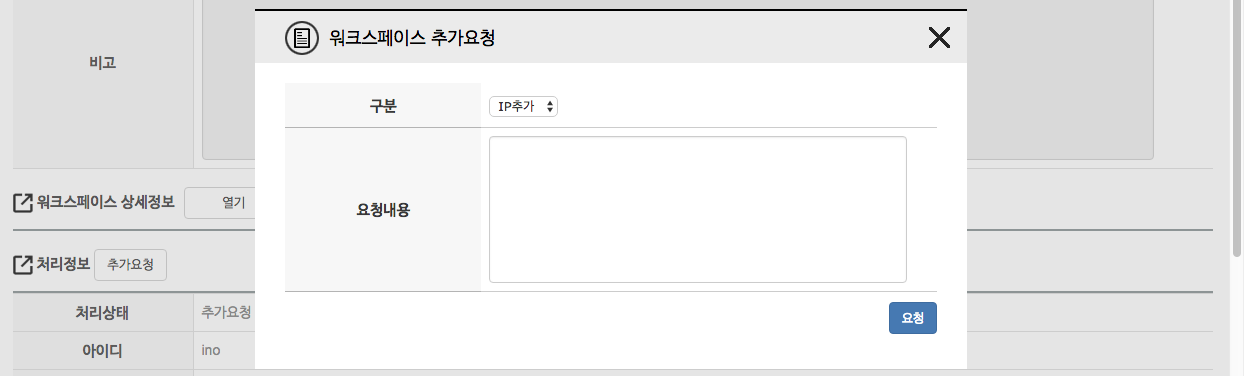 워크스페이스 추가요청
비고
구분
IP추가
요청내용
워크스페이스 상세정보
열기
처리정보
추가요청
요청
처리상태
추가요청
아이디
ino